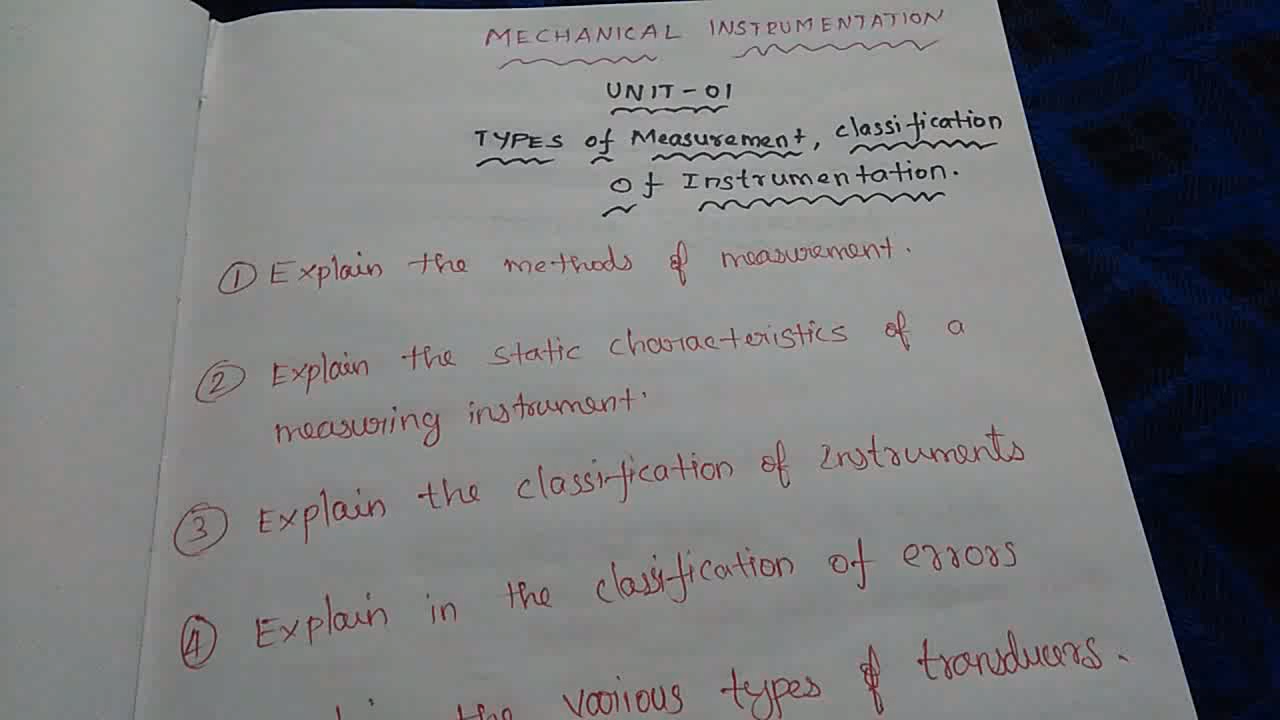 MECHANICAL INSTRUMENTATION
UNIT-01
TYPES of Measurement, classification
of Instrumentation.
① Explain the methods of measurement.
② Explain the static characteristics of a
measuring instrument.
③ Explain the classification of instruments
④ Explain in the classification of errors
the various types of transducers.